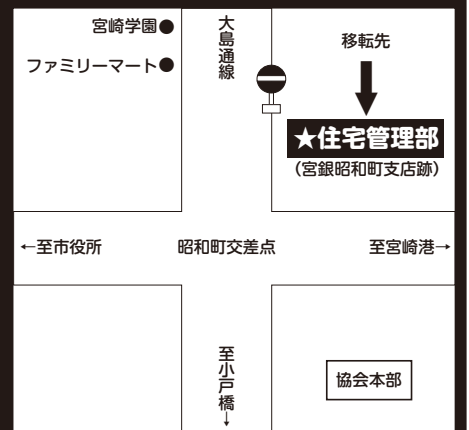 宮崎学園●
ファミリーマート●
大島通線
移転先
★住宅管理部
（宮銀昭和町支店跡）
←至市役所
昭和町交差点
至宮崎港→
至小戸橋→
協会本部